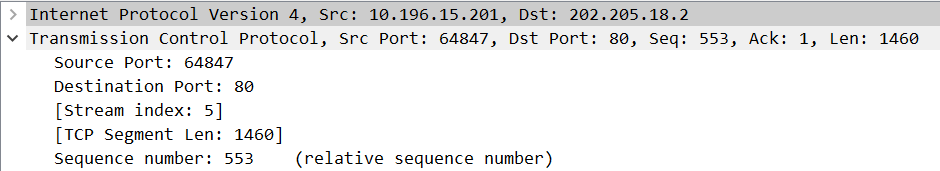 Internet Protocol Version 4, Src: 10.196.15.201, Dst: 202.205.18.2
Transmission Control Protocol, Src Port: 64847, Dst Port: 80, Seq: 553, Ack: 1, Len: 1460
Source Port: 64847
Destination Port: 80
[Stream index: 5]
[TCP Segment Len: 1460]
Sequence number: 553    (relative sequence number)